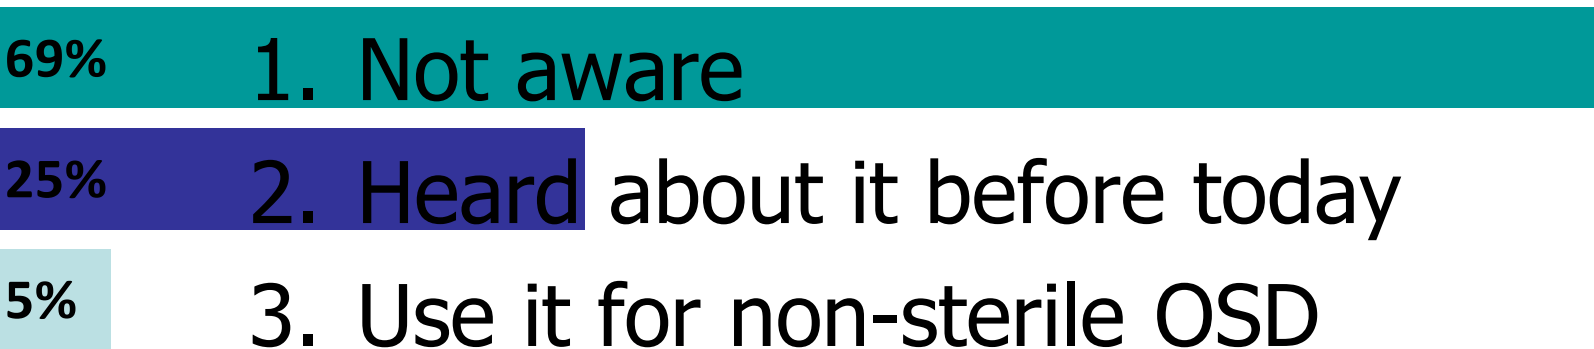 69% 1. Not aware
25% 2. Heard about it before today
5% 3. Use it for non-sterile OSD